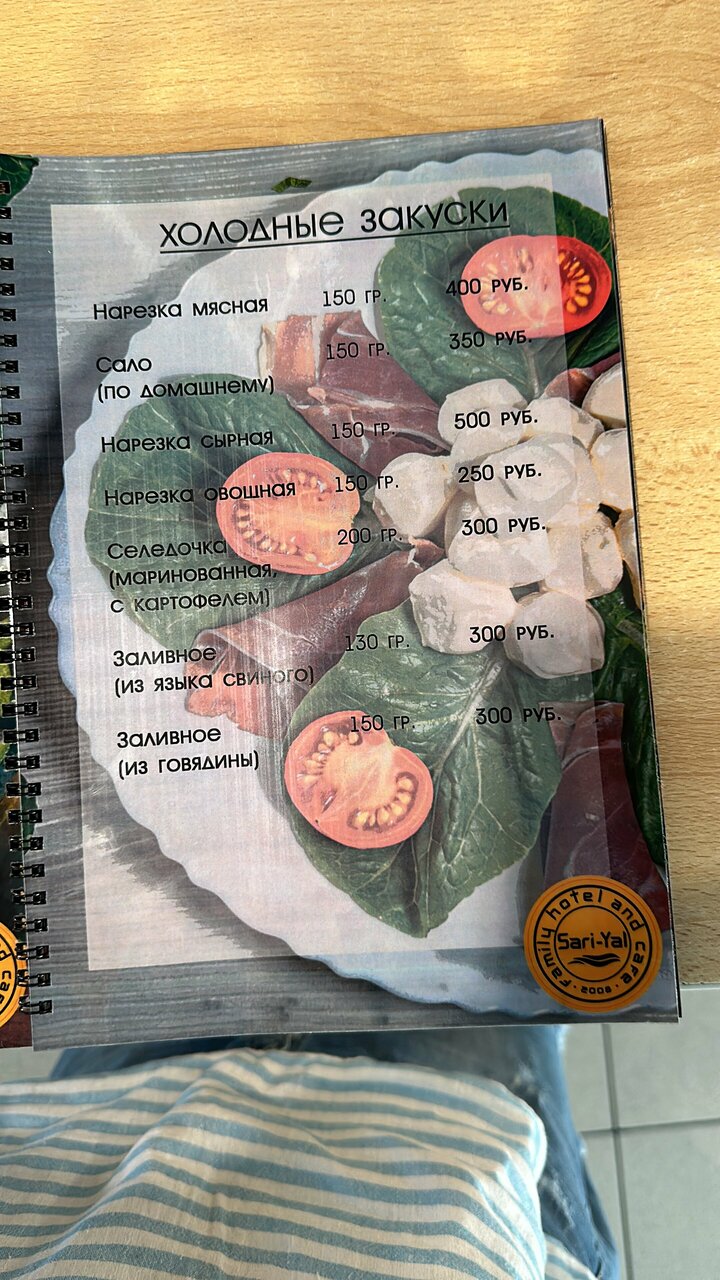 ХОЛОДНЫЕ ЗАКУСКИ
НАРЕЗКА МЯСНАЯ 150 ГР. 400 РУБ.
САЛО 150 ГР. 350 РУБ.
(ПО ДОМАШНЕМУ)
НАРЕЗКА СЫРНАЯ 150 ГР. 500 РУБ.
НАРЕЗКА ОВОЩНАЯ 150 ГР. 250 РУБ.
СЕЛЕДОЧКА 200 ГР. 300 РУБ.
(МАРИНОВАННАЯ,
С КАРТОФЕЛЕМ)
ЗАЛИВНОЕ 130 ГР. 300 РУБ.
(ИЗ ЯЗЫКА СВИНОГО)
ЗАЛИВНОЕ 150 ГР. 300 РУБ.
(ИЗ ГОВЯДИНЫ)
Family hotel and cafe
Sari-Yal
2008